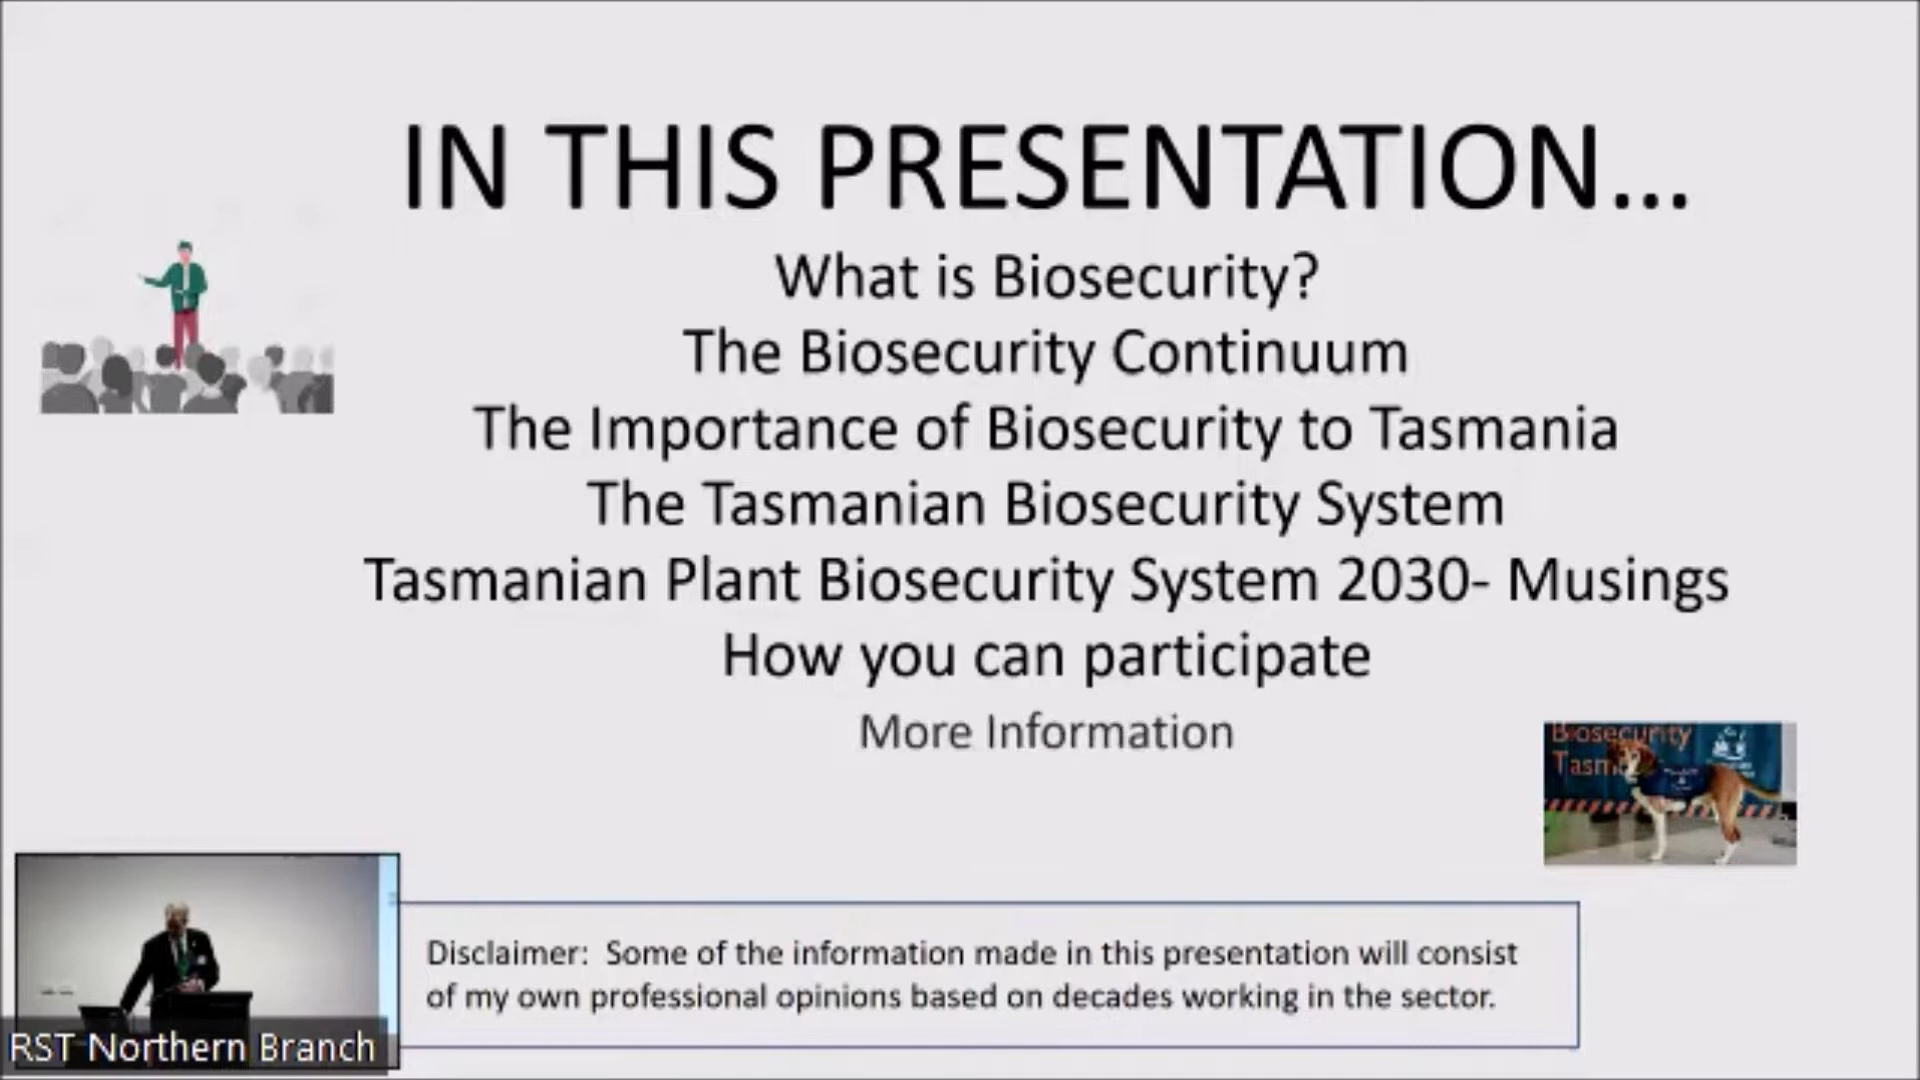 IN THIS PRESENTATION...
What is Biosecurity?
The Biosecurity Continuum
The Importance of Biosecurity to Tasmania
The Tasmanian Biosecurity System
Tasmanian Plant Biosecurity System 2030- Musings
How you can participate
More Information
Biosecurity
Disclaimer: Some of the information made in this presentation will consist
of my own professional opinions based on decades working in the sector.
RST Northern Branch